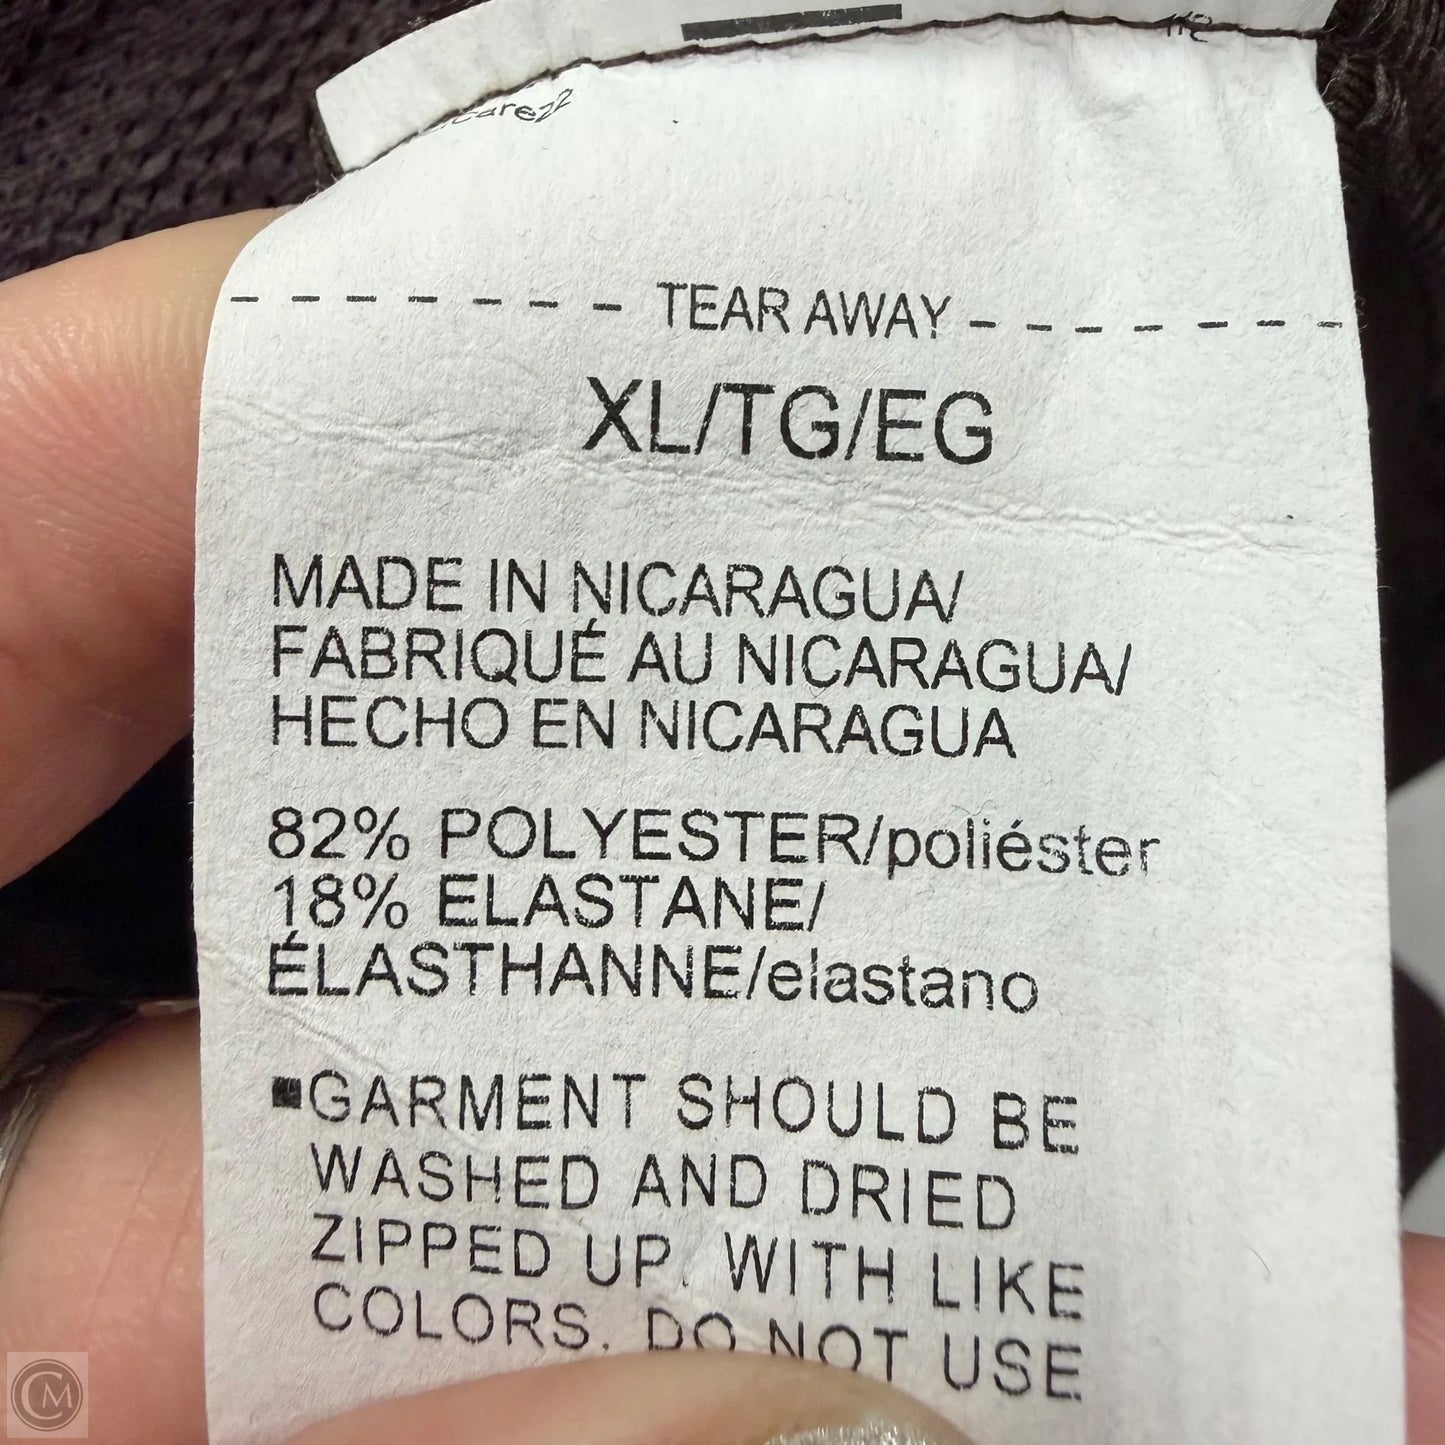 TEAR AWAY
XL/TG/EG
MADE IN NICARAGUA/
FABRIQUÉ AU NICARAGUA/
HECHO EN NICARAGUA
82% POLYESTER/poliéster
18% ELASTANE/
ÉLASTHANNE/elastano
■GARMENT SHOULD BE
WASHED AND DRIED
ZIPPED UP. WITH LIKE
COLORS. DO NOT USE
CM